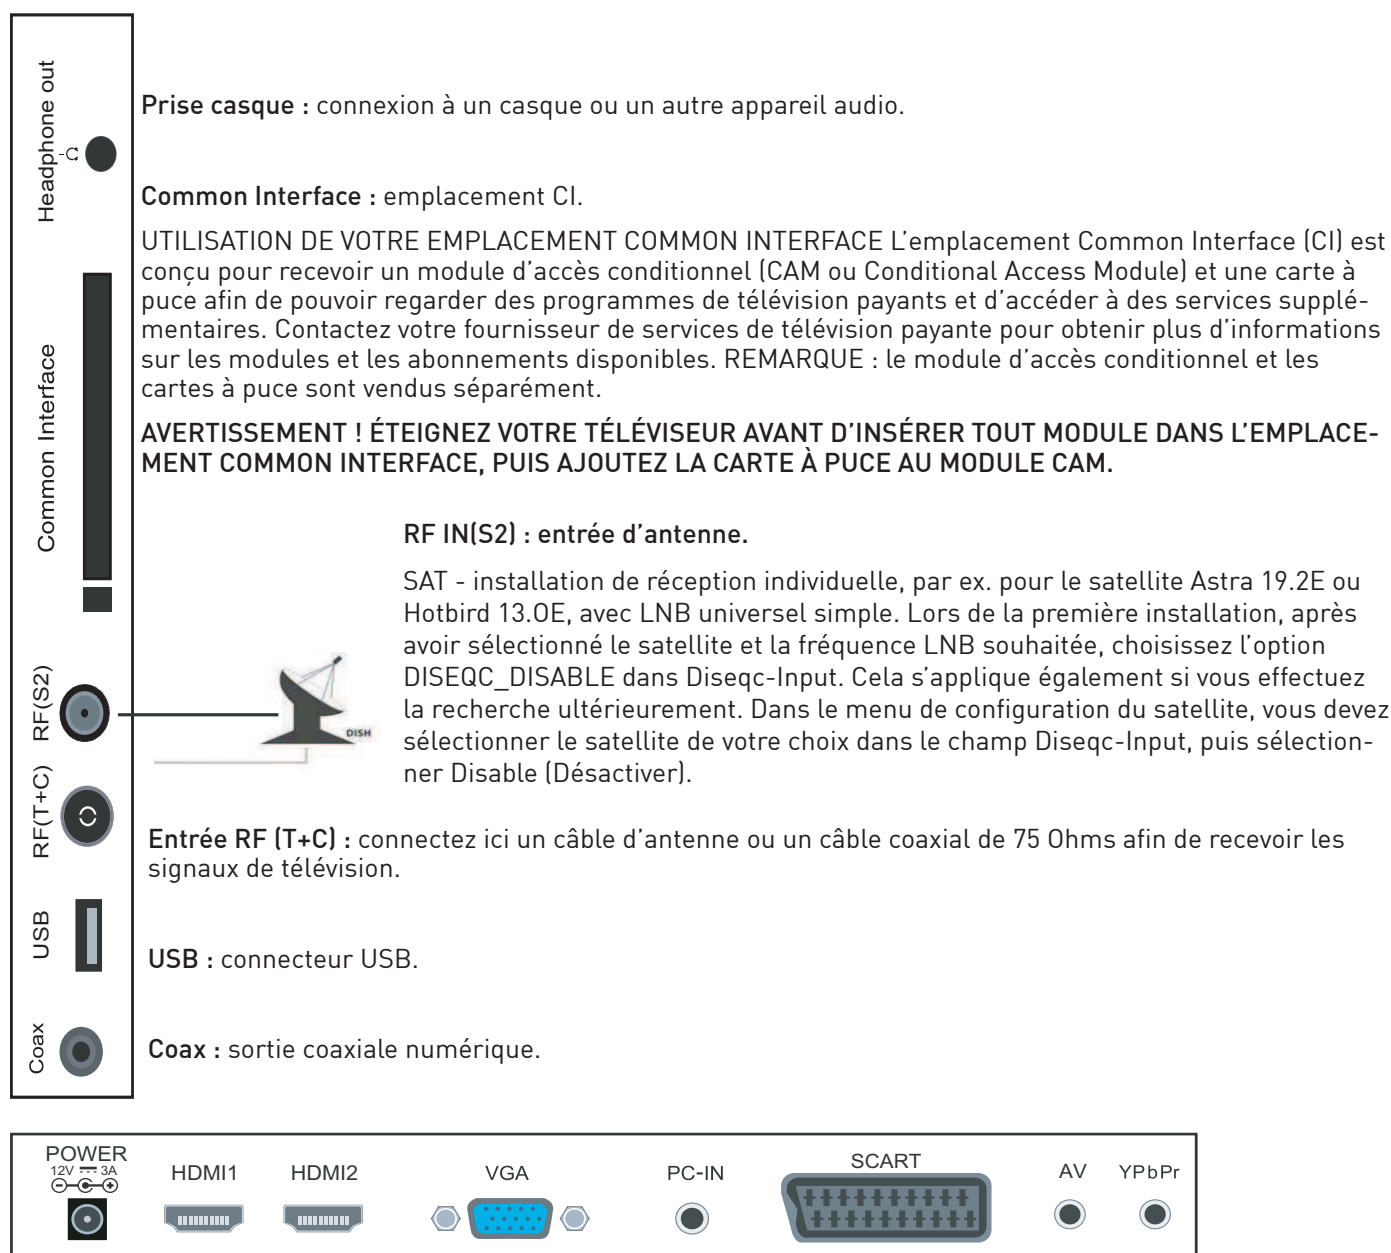 Headphone out
Prise casque : connexion à un casque ou un autre appareil audio.
Common Interface : emplacement CI.
UTILISATION DE VOTRE EMPLACEMENT COMMON INTERFACE L’emplacement Common Interface (CI) est
conçu pour recevoir un module d’accès conditionnel (CAM ou Conditional Access Module) et une carte à
puce afin de pouvoir regarder des programmes de télévision payants et d’accéder à des services supplé-
mentaires. Contactez votre fournisseur de services de télévision payante pour obtenir plus d’informations
sur les modules et les abonnements disponibles. REMARQUE : le module d’accès conditionnel et les
cartes à puce sont vendus séparément.
AVERTISSEMENT ! ÉTEIGNEZ VOTRE TÉLÉVISEUR AVANT D’INSÉRER TOUT MODULE DANS L’EMPLACE-
MENT COMMON INTERFACE, PUIS AJOUTEZ LA CARTE À PUCE AU MODULE CAM.
Common Interface
RF IN(S2) : entrée d’antenne.
SAT - installation de réception individuelle, par ex. pour le satellite Astra 19.2E ou
Hotbird 13.OE, avec LNB universel simple. Lors de la première installation, après
avoir sélectionné le satellite et la fréquence LNB souhaitée, choisissez l’option
DISEQC_DISABLE dans Diseqc-Input. Cela s’applique également si vous effectuez
la recherche ultérieurement. Dans le menu de configuration du satellite, vous devez
sélectionner le satellite de votre choix dans le champ Diseqc-Input, puis sélection-
ner Disable (Désactiver).
RF(S2)
DISH
RF(T+C)
Entrée RF (T+C) : connectez ici un câble d’antenne ou un câble coaxial de 75 Ohms afin de recevoir les
signaux de télévision.
USB
USB : connecteur USB.
Coax
Coax : sortie coaxiale numérique.
POWER
12V 3A
HDMI1
HDMI2
VGA
PC-IN
SCART
AV
YPbPr